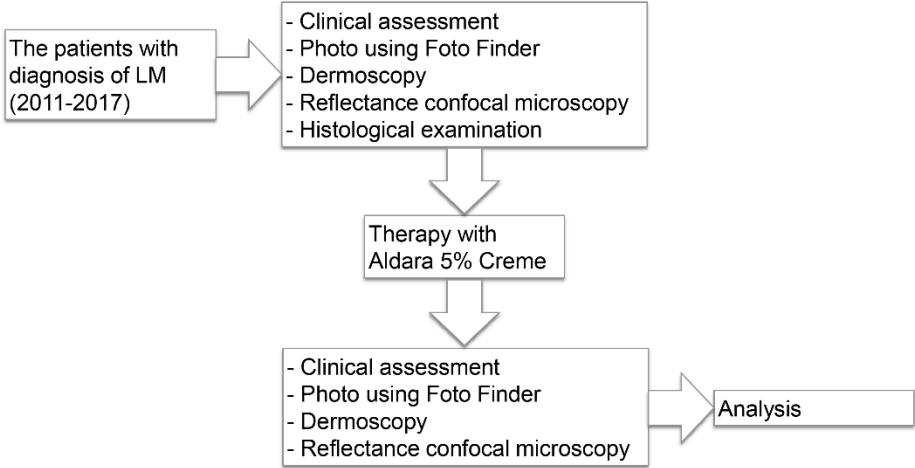 The patients with
diagnosis of LM
(2011-2017)
- Clinical assessment
- Photo using Foto Finder
- Dermoscopy
- Reflectance confocal microscopy
- Histological examination
Therapy with
Aldara 5% Creme
- Clinical assessment
- Photo using Foto Finder
- Dermoscopy
- Reflectance confocal microscopy
Analysis